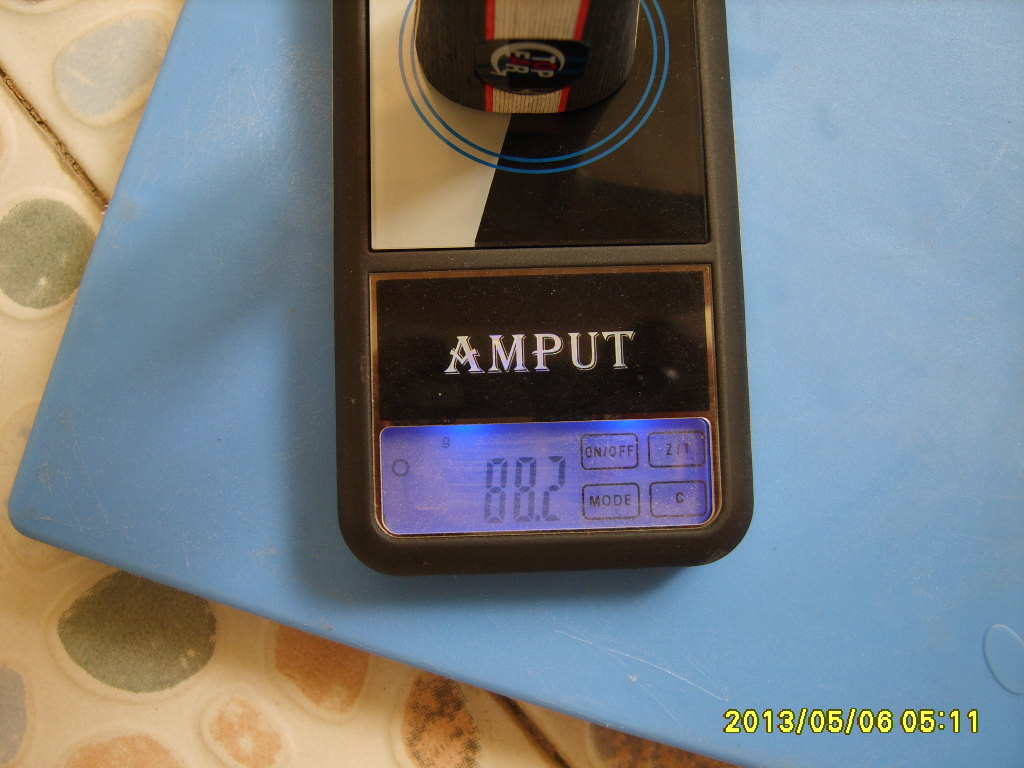 AMPUT
g
ON/OFF Z/T
88.2
MODE C
2013/05/06 05:11